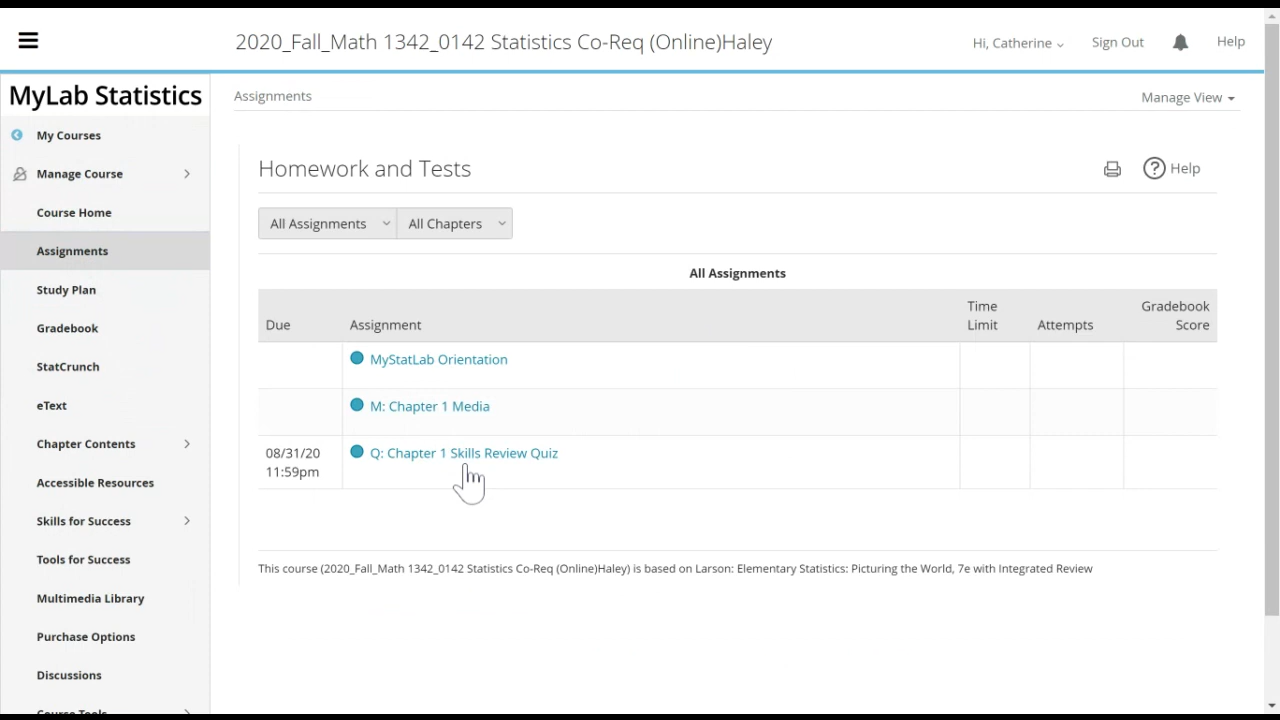 2020_Fall_Math 1342_0142 Statistics Co-Req (Online)Haley
Hi, Catherine
Sign Out
Help
MyLab Statistics
My Courses
Manage Course
Course Home
Assignments
Study Plan
Gradebook
StatCrunch
eText
Chapter Contents
Accessible Resources
Skills for Success
Tools for Success
Multimedia Library
Purchase Options
Discussions
Course Tools
Assignments
Manage View
Homework and Tests
Help
All Assignments
All Chapters
All Assignments
Due
Assignment
Time
Limit
Attempts
Gradebook
Score
MyStatLab Orientation
M: Chapter 1 Media
08/31/20
11:59pm
Q: Chapter 1 Skills Review Quiz
This course (2020_Fall_Math 1342_0142 Statistics Co-Req (Online)Haley) is based on Larson: Elementary Statistics: Picturing the World, 7e with Integrated Review